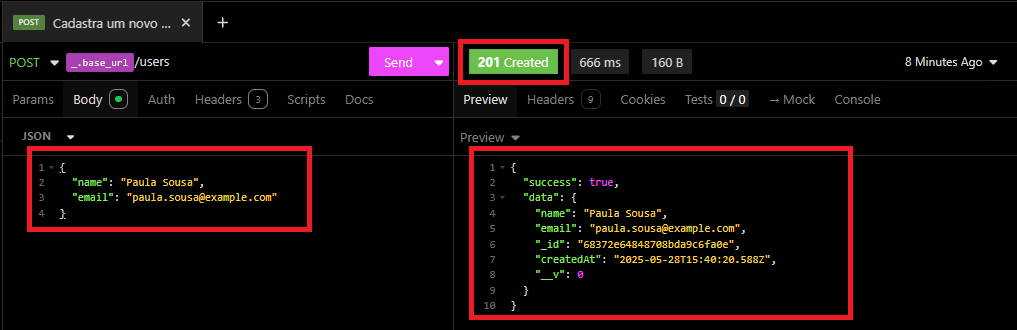 POST Cadastra um novo ...
POST _.base_url/users Send 201 Created 666 ms 160 B 8 Minutes Ago
Params Body Auth Headers 3 Scripts Docs Preview Headers 9 Cookies Tests 0 / 0 → Mock Console
JSON
Preview
1 {
2 "name": "Paula Sousa",
3 "email": "paula.sousa@example.com"
4 }
1 {
2 "success": true,
3 "data": {
4 "name": "Paula Sousa",
5 "email": "paula.sousa@example.com",
6 "_id": "68372e64848708bda9c6fa0e",
7 "createdAt": "2025-05-28T15:40:20.588Z",
8 "__v": 0
9 }
10 }